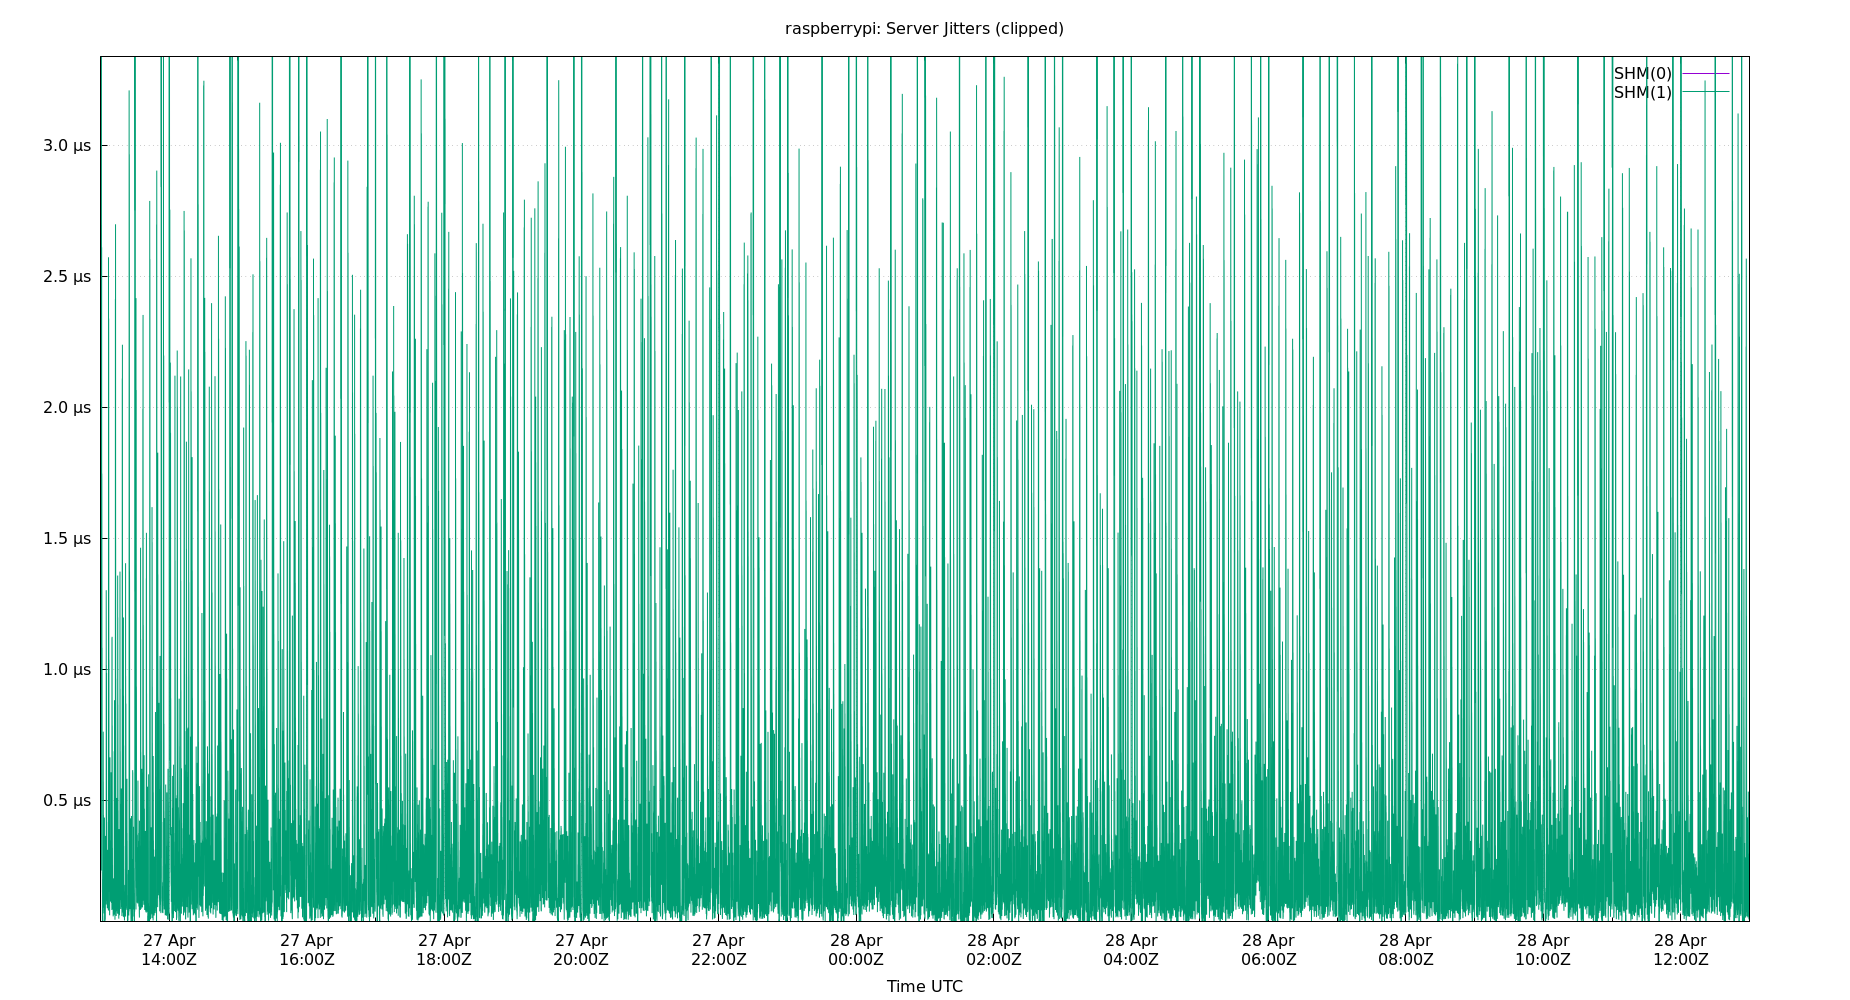 raspberrypi: Server Jitters (clipped)
SHM(0)
SHM(1)
3.0 µs
2.5 µs
2.0 µs
1.5 µs
1.0 µs
0.5 µs
27 Apr 27 Apr 27 Apr 27 Apr 27 Apr 28 Apr 28 Apr 28 Apr 28 Apr 28 Apr 28 Apr 28 Apr
14:00Z 16:00Z 18:00Z 20:00Z 22:00Z 00:00Z 02:00Z 04:00Z 06:00Z 08:00Z 10:00Z 12:00Z
Time UTC